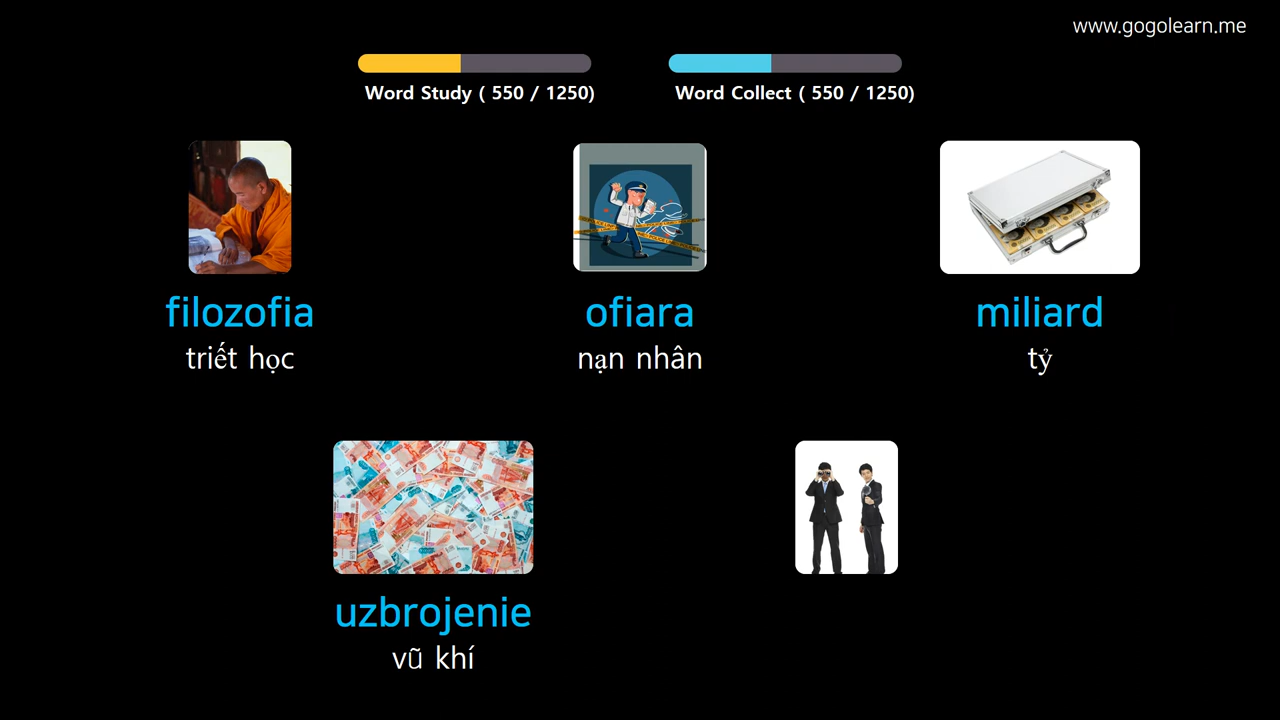 www.gogolearn.me
Word Study ( 550 / 1250)
Word Collect ( 550 / 1250)
filozofia
triết học
ofiara
nạn nhân
miliard
tỷ
uzbrojenie
vũ khí